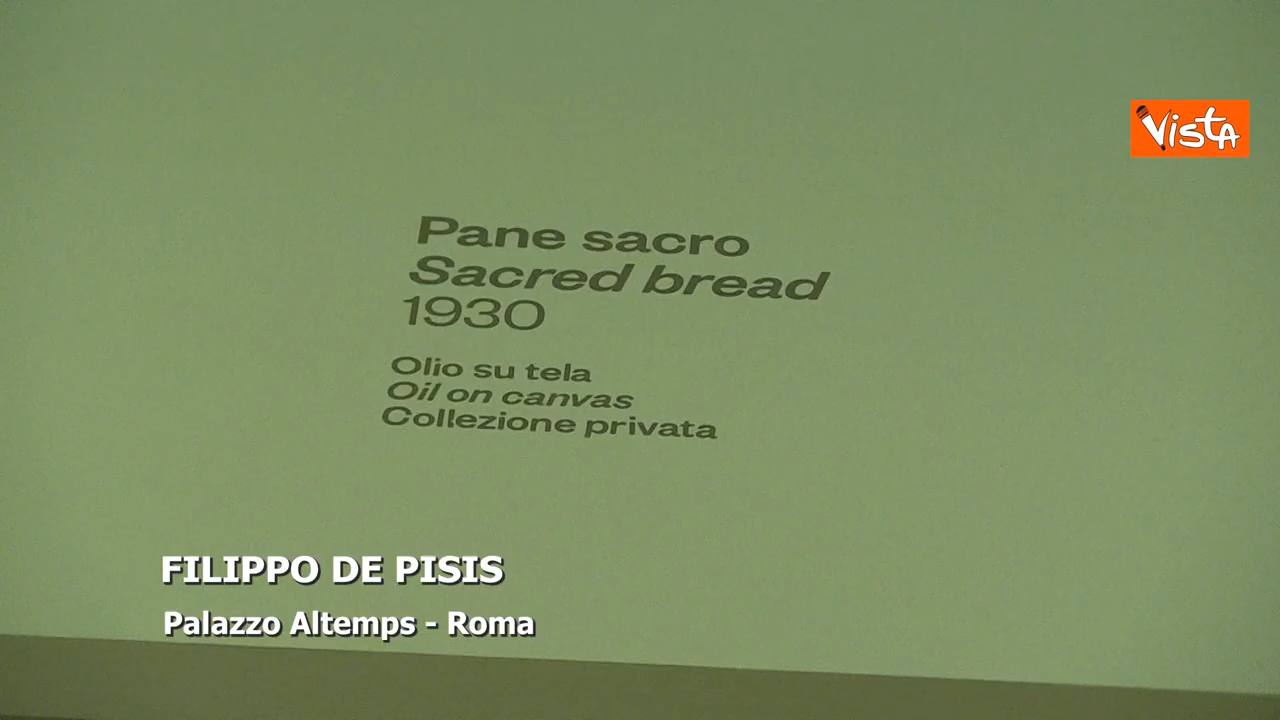 Vista
Pane sacro
Sacred bread
1930
Olio su tela
Oil on canvas
Collezione privata
FILIPPO DE PISIS
Palazzo Altemps - Roma